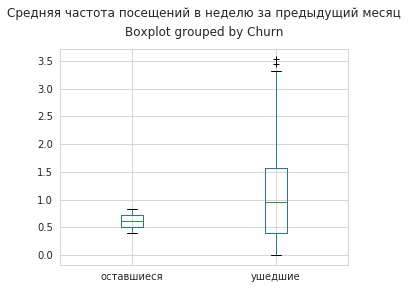 Средняя частота посещений в неделю за предыдущий месяц
Boxplot grouped by Churn
3.5
3.0
2.5
2.0
1.5
1.0
0.5
0.0
оставшиеся
ушедшие